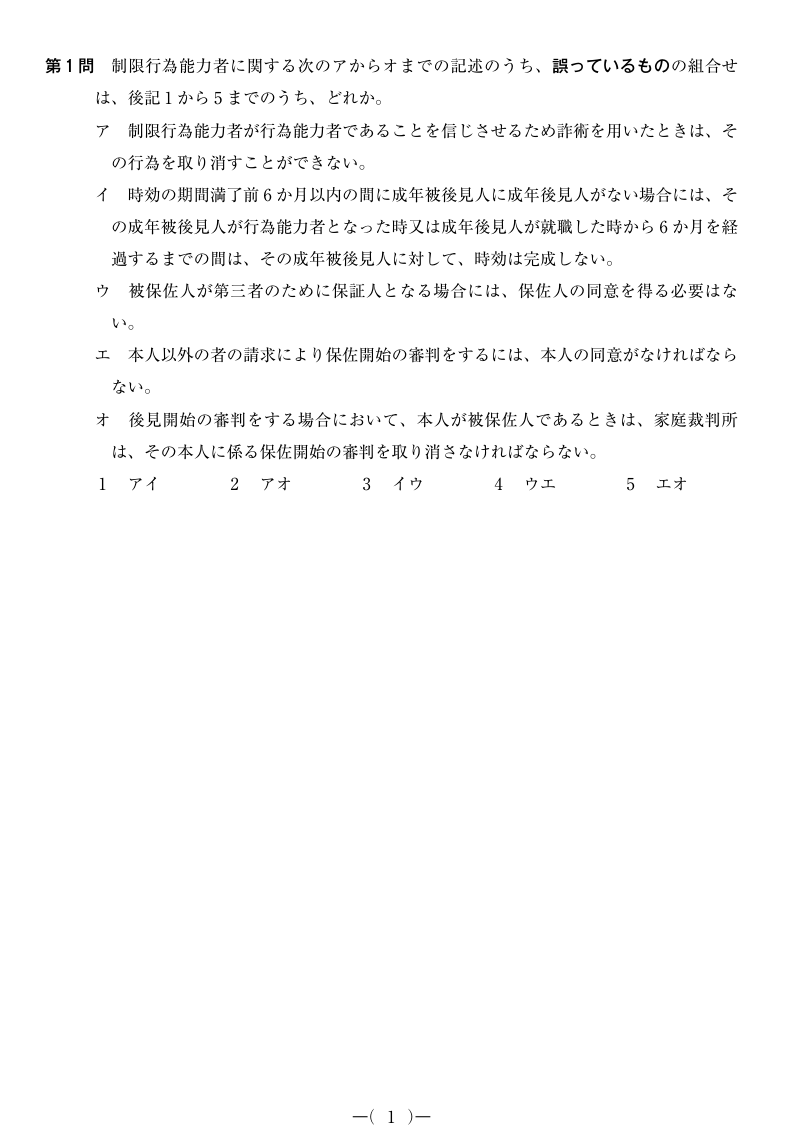 第1問　制限行為能力者に関する次のアからオまでの記述のうち、誤っているものの組合せ
は、後記1から5までのうち、どれか。
ア　制限行為能力者が行為能力者であることを信じさせるため詐術を用いたときは、そ
の行為を取り消すことができない。
イ　時効の期間満了前6か月以内の間に成年被後見人に成年後見人がない場合には、そ
の成年被後見人が行為能力者となった時又は成年後見人が就職した時から6か月を経
過するまでの間は、その成年被後見人に対して、時効は完成しない。
ウ　被保佐人が第三者のために保証人となる場合には、保佐人の同意を得る必要はな
い。
エ　本人以外の者の請求により保佐開始の審判をするには、本人の同意がなければなら
ない。
オ　後見開始の審判をする場合において、本人が被保佐人であるときは、家庭裁判所
は、その本人に係る保佐開始の審判を取り消さなければならない。
1　アイ　2　アオ　3　イウ　4　ウエ　5　エオ
―( 1 )―